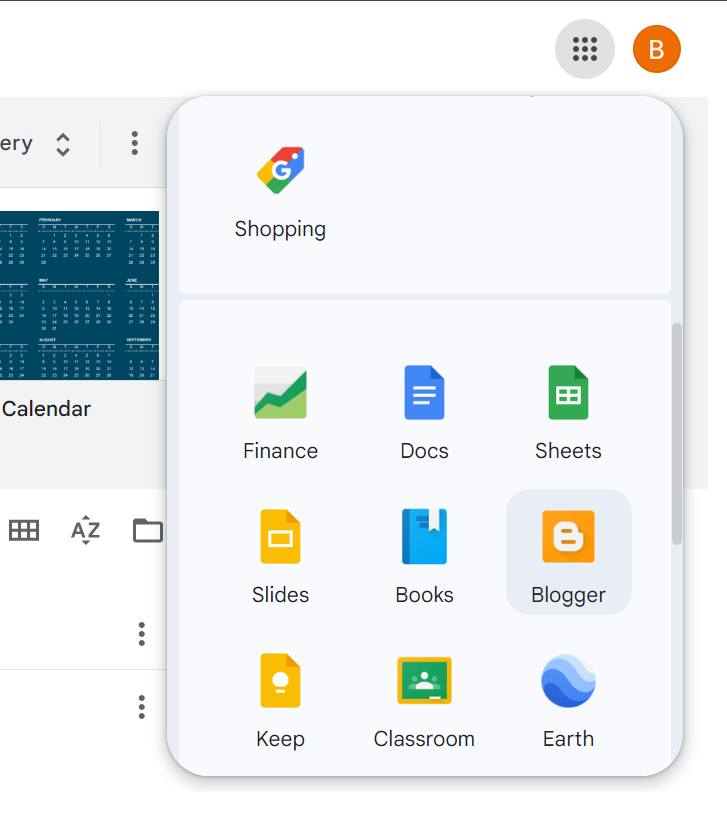 B
ery
Shopping
FEBRUARY
MARCH
MAY
JUNE
AUGUST
SEPTEMBER
Calendar
Finance
Docs
Sheets
AZ
Slides
Books
Blogger
Keep
Classroom
Earth